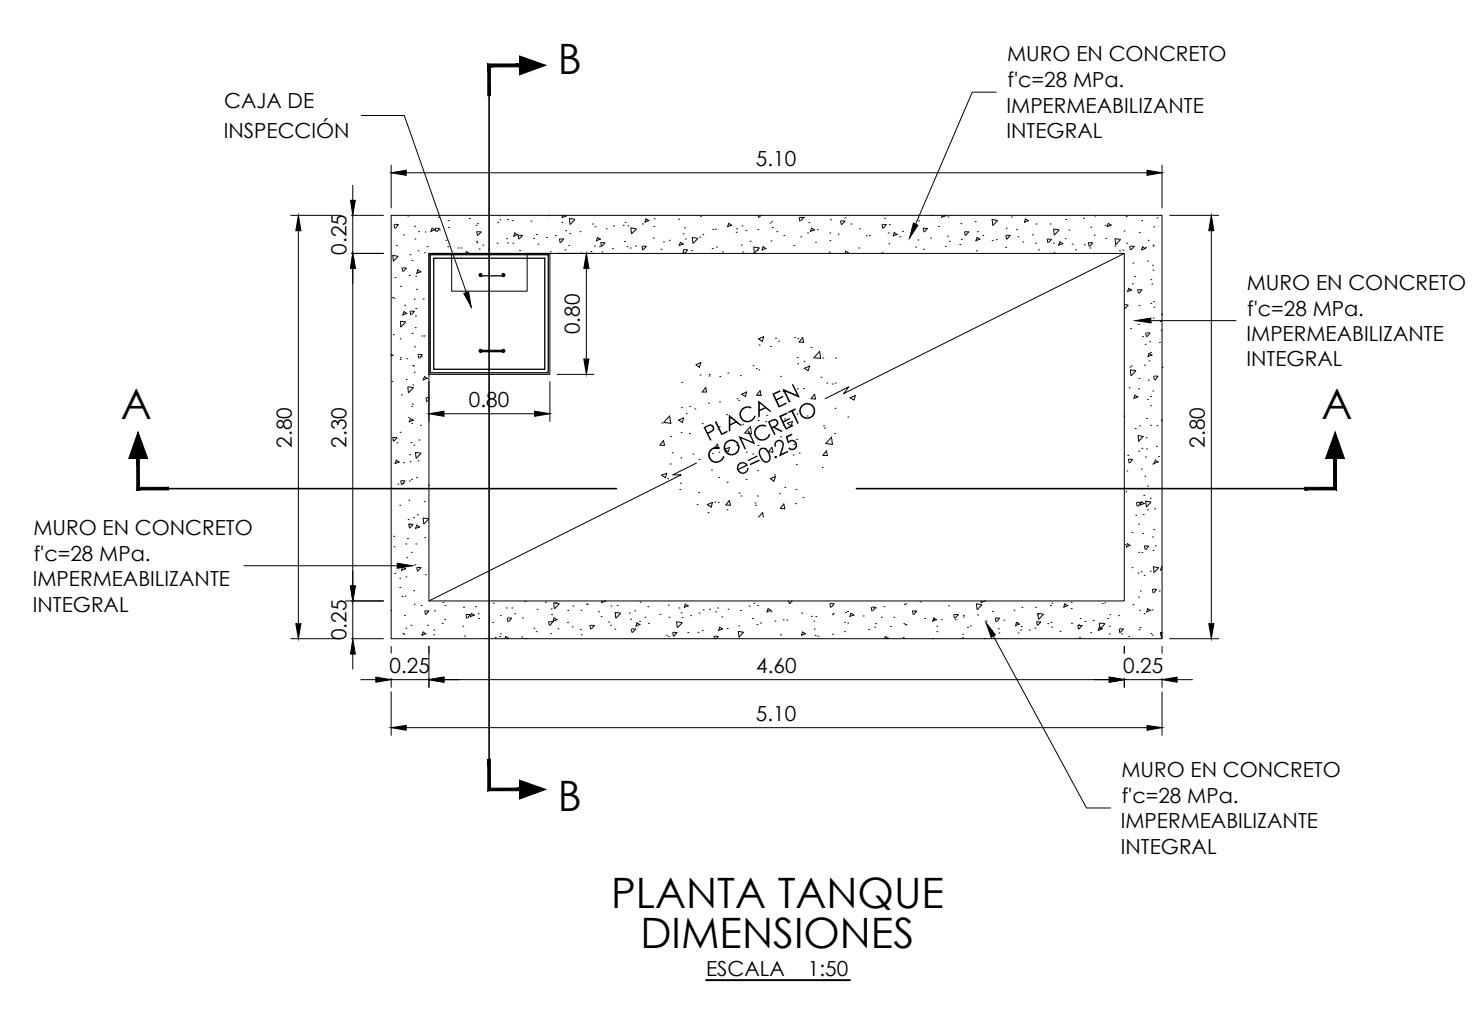 B
MURO EN CONCRETO
f'c=28 MPa.
IMPERMEABILIZANTE
INTEGRAL
CAJA DE
INSPECCIÓN
5.10
0.25
MURO EN CONCRETO
f'c=28 MPa.
IMPERMEABILIZANTE
INTEGRAL
0.80
0.80
A
A
2.80
2.30
2.80
PLACA EN
CONCRETO
e=0.25
MURO EN CONCRETO
f'c=28 MPa.
IMPERMEABILIZANTE
INTEGRAL
0.25
0.25
4.60
0.25
5.10
B
MURO EN CONCRETO
f'c=28 MPa.
IMPERMEABILIZANTE
INTEGRAL
PLANTA TANQUE
DIMENSIONES
ESCALA 1:50